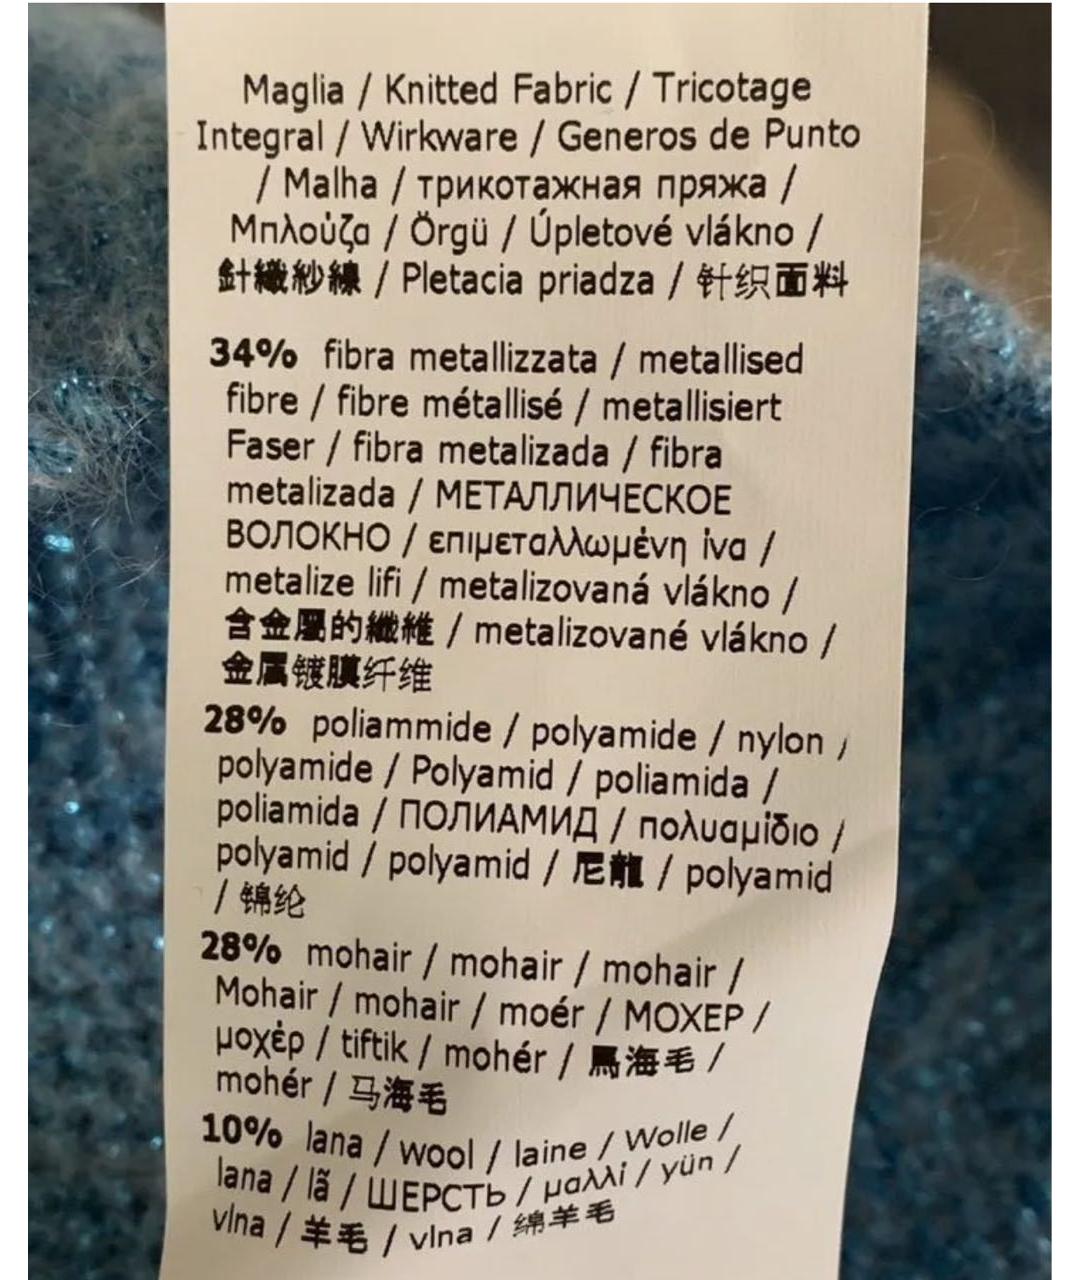 Maglia / Knitted Fabric / Tricotage
Integral / Wirkware / Generos de Punto
/ Malha / трикотажная пряжа /
Μπλούζα / Örgü / Úpletové vlákno /
針織紗線 / Pletacia priadza / 针织面料
34% fibra metallizzata / metallised
fibre / fibre métallisé / metallisiert
Faser / fibra metalizada / fibra
metalizada / МЕТАЛЛИЧЕСКОЕ
ВОЛОКНО / επιμεταλλωμένη ίνα /
metalize lifi / metalizovaná vlákno /
含金屬的纖維 / metalizované vlákno /
金属镀膜纤维
28% poliammide / polyamide / nylon /
polyamide / Polyamid / poliamida /
poliamida / ПОЛИАМИД / πολυαμίδιο /
polyamid / polyamid / 尼龍 / polyamid
/ 锦纶
28% mohair / mohair / mohair /
Mohair / mohair / moér / МОХЕР /
μοχέρ / tiftik / mohér / 馬海毛 /
mohér / 马海毛
10% lana / wool / laine / Wolle /
lana / lã / ШЕРСТЬ / μαλλί / yün /
vlna / 羊毛 / vlna / 绵羊毛